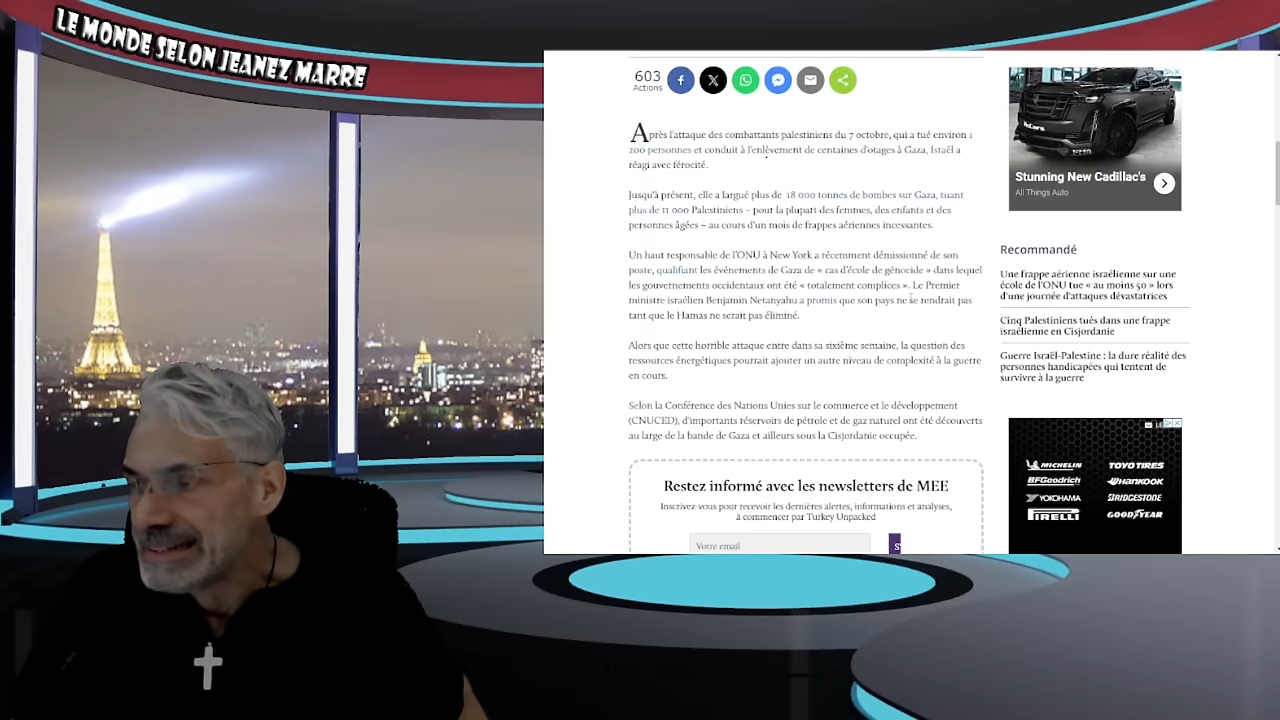 LE MONDE SELON JEANEZ MARRE
603
Actions
Après l'attaque des combattants palestiniens du 7 octobre, qui a tué environ 1
200 personnes et conduit à l'enlèvement de centaines d'otages à Gaza, Israël a
réagi avec férocité.
Jusqu'à présent, elle a largué plus de 18 000 tonnes de bombes sur Gaza, tuant
plus de 11 000 Palestiniens – pour la plupart des femmes, des enfants et des
personnes âgées – au cours d'un mois de frappes aériennes incessantes.
Un haut responsable de l'ONU à New York a récemment démissionné de son
poste, qualifiant les événements de Gaza de « cas d'école de génocide » dans lequel
les gouvernements occidentaux ont été « totalement complices ». Le Premier
ministre israélien Benjamin Netanyahu a promis que son pays ne se rendrait pas
tant que le Hamas ne serait pas éliminé.
Alors que cette horrible attaque entre dans sa sixième semaine, la question des
ressources énergétiques pourrait ajouter un autre niveau de complexité à la guerre
en cours.
Selon la Conférence des Nations Unies sur le commerce et le développement
(CNUCED), d'importants réservoirs de pétrole et de gaz naturel ont été découverts
au large de la bande de Gaza et ailleurs sous la Cisjordanie occupée.
Restez informé avec les newsletters de MEE
Inscrivez-vous pour recevoir les dernières alertes, informations et analyses,
à commencer par Turkey Unpacked
Votre email
S
Stunning New Cadillac's
All Things Auto
Recommandé
Une frappe aérienne israélienne sur une
école de l'ONU tue « au moins 50 » lors
d'une journée d'attaques dévastatrices
Cinq Palestiniens tués dans une frappe
israélienne en Cisjordanie
Guerre Israël-Palestine : la dure réalité des
personnes handicapées qui tentent de
survivre à la guerre
MICHELIN TOYO TIRES
BFGoodrich HANKOOK
YOKOHAMA BRIDGESTONE
PIRELLI GOODYEAR